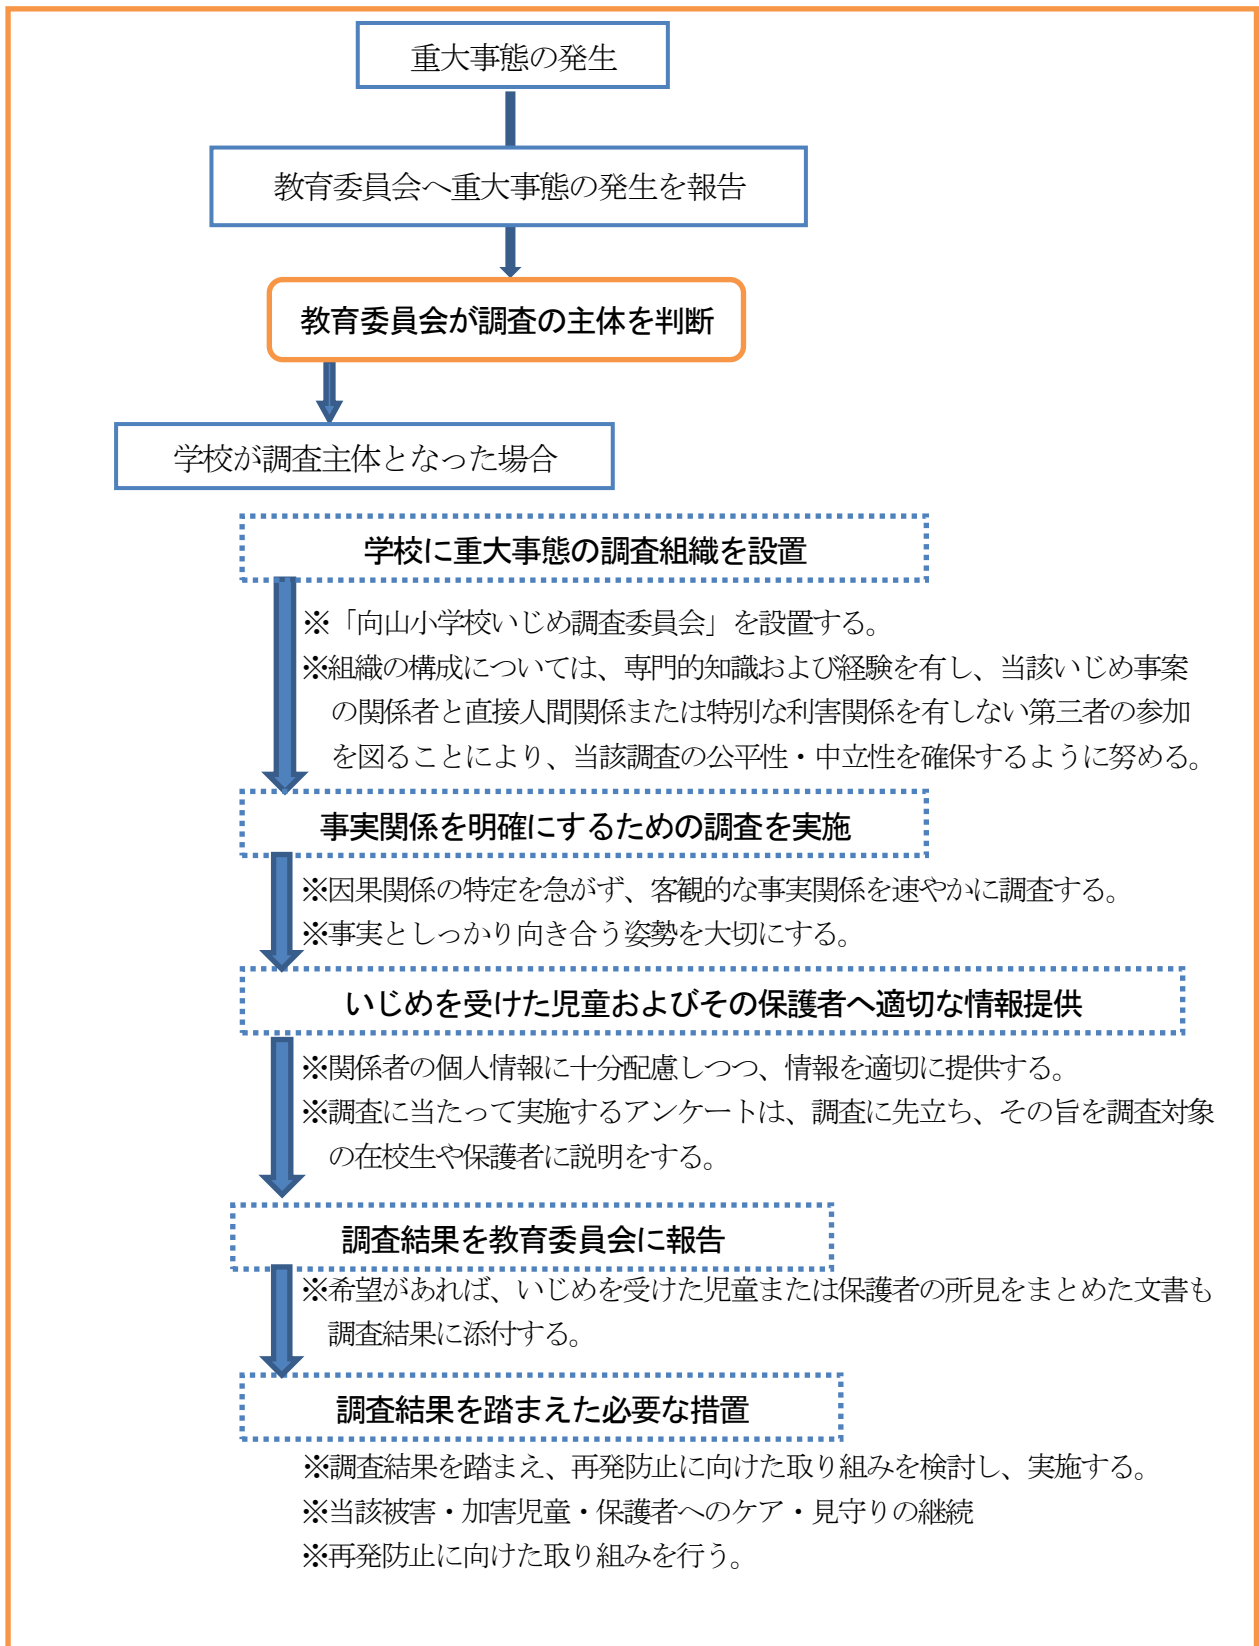 重大事態の発生
教育委員会へ重大事態の発生を報告
教育委員会が調査の主体を判断
学校が調査主体となった場合
学校に重大事態の調査組織を設置
※「向山小学校いじめ調査委員会」を設置する。
※組織の構成については、専門的知識および経験を有し、当該いじめ事案
の関係者と直接人間関係または特別な利害関係を有しない第三者の参加
を図ることにより、当該調査の公平性・中立性を確保するように努める。
事実関係を明確にするための調査を実施
※因果関係の特定を急がず、客観的な事実関係を速やかに調査する。
※事実としっかり向き合う姿勢を大切にする。
いじめを受けた児童およびその保護者へ適切な情報提供
※関係者の個人情報に十分配慮しつつ、情報を適切に提供する。
※調査に当たって実施するアンケートは、調査に先立ち、その旨を調査対象
の在校生や保護者に説明をする。
調査結果を教育委員会に報告
※希望があれば、いじめを受けた児童または保護者の所見をまとめた文書も
調査結果に添付する。
調査結果を踏まえた必要な措置
※調査結果を踏まえ、再発防止に向けた取り組みを検討し、実施する。
※当該被害・加害児童・保護者へのケア・見守りの継続
※再発防止に向けた取り組みを行う。